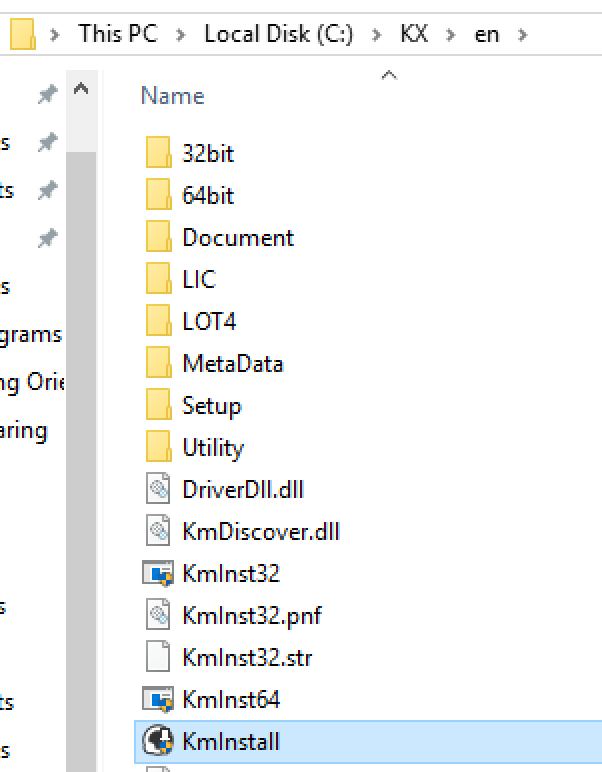 This PC
Local Disk (C:)
KX
en
Name
32bit
64bit
Document
LIC
LOT4
MetaData
Setup
Utility
DriverDll.dll
KmDiscover.dll
KmInst32
KmInst32.pnf
KmInst32.str
KmInst64
KmInstall
s
ts
s
grams
ng Orie
aring
s
ts
s